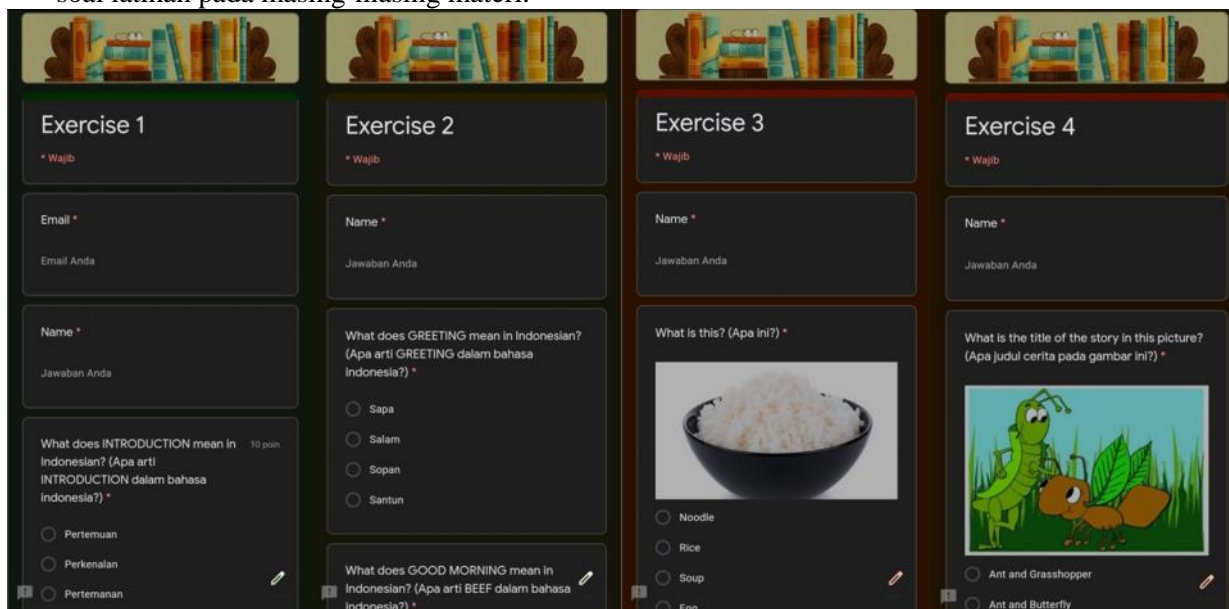 soal latihan pada masing-masing materi.
Exercise 1
* Wajib
Email *
Email Anda
Name *
Jawaban Anda
What does INTRODUCTION mean in
10 poin
Indonesian? (Apa arti
INTRODUCTION dalam bahasa
indonesia?) *
Pertemuan
Perkenalan
Pertemanan
Exercise 2
* Wajib
Name *
Jawaban Anda
What does GREETING mean in Indonesian?
(Apa arti GREETING dalam bahasa
indonesia?) *
Sapa
Salam
Sopan
Santun
What does GOOD MORNING mean in
Indonesian? (Apa arti BEEF dalam bahasa
indonesia?) *
Exercise 3
* Wajib
Name *
Jawaban Anda
What is this? (Apa ini?) *
Noodle
Rice
Soup
Egg
Exercise 4
* Wajib
Name *
Jawaban Anda
What is the title of the story in this picture?
(Apa judul cerita pada gambar ini?) *
Ant and Grasshopper
Ant and Butterfly